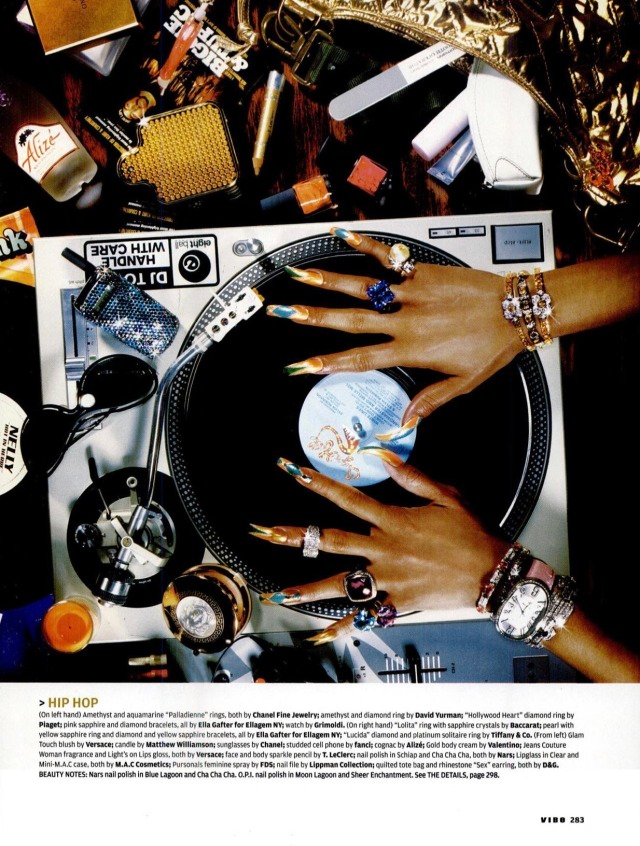 BIG
Alizé
nk
eight ball
DJ TO
HANDLE
WITH CARE
NELLY
> HIP HOP
(On left hand) Amethyst and aquamarine "Palladienne" rings, both by Chanel Fine Jewelry; amethyst and diamond ring by David Yurman; "Hollywood Heart" diamond ring by
Piaget; pink sapphire and diamond bracelets, all by Ella Gafter for Ellagem NY; watch by Grimoldi. (On right hand) "Lolita" ring with sapphire crystals by Baccarat; pearl with
yellow sapphire ring and diamond and yellow sapphire bracelets, all by Ella Gafter for Ellagem NY; "Lucida" diamond and platinum solitaire ring by Tiffany & Co. (From left) Glam
Touch blush by Versace; candle by Matthew Williamson; sunglasses by Chanel; studded cell phone by fanci; cognac by Alizé; Gold body cream by Valentino; Jeans Couture
Woman fragrance and Light's on Lips gloss, both by Versace; face and body sparkle pencil by T. LeClerc; nail polish in Schiap and Cha Cha Cha, both by Nars; Lipglass in Clear and
Mini-M.A.C case, both by M.A.C Cosmetics; Pursonals feminine spray by FDS; nail file by Lippman Collection; quilted tote bag and rhinestone "Sex" earring, both by D&G.
BEAUTY NOTES: Nars nail polish in Blue Lagoon and Cha Cha Cha. O.P.I. nail polish in Moon Lagoon and Sheer Enchantment. See THE DETAILS, page 298.
VIBE 283